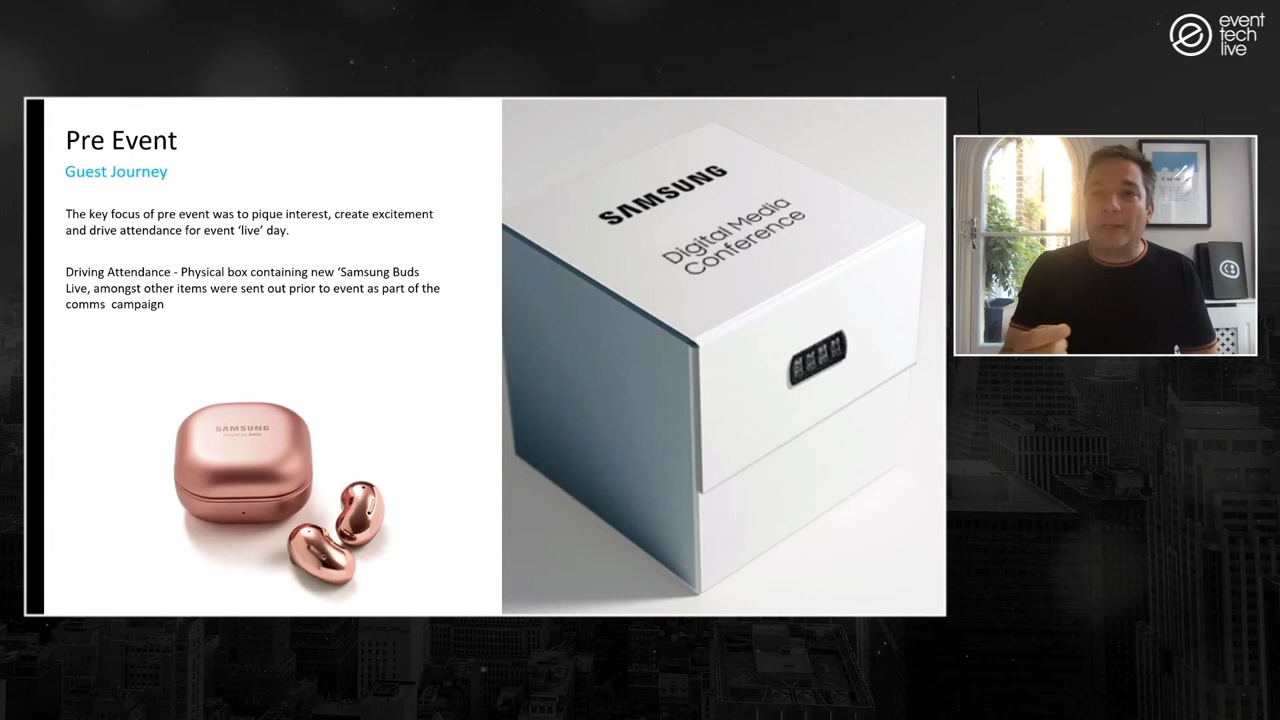 event
tech
live
Pre Event
Guest Journey
The key focus of pre event was to pique interest, create excitement
and drive attendance for event ‘live’ day.
Driving Attendance - Physical box containing new ‘Samsung Buds
Live, amongst other items were sent out prior to event as part of the
comms campaign
SAMSUNG
SAMSUNG
Digital Media
Conference